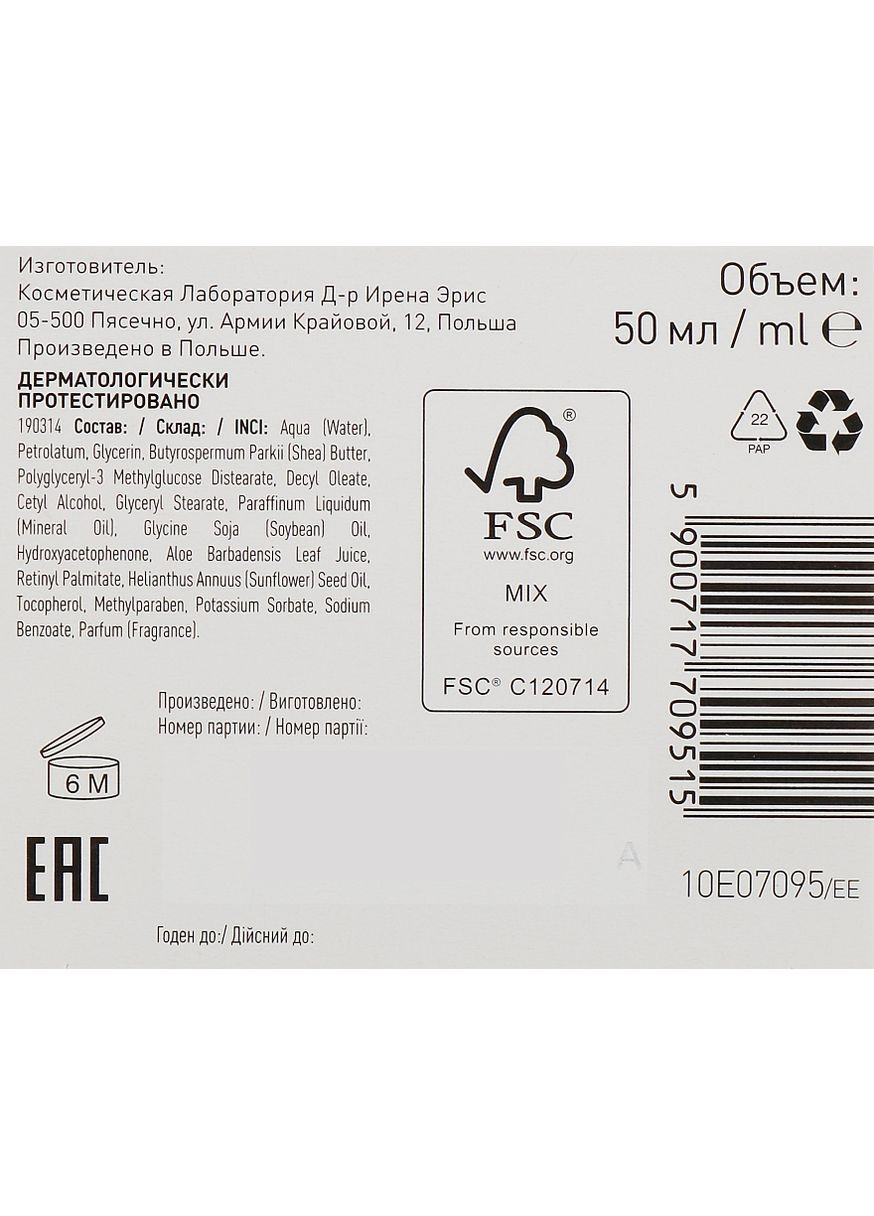 Изготовитель:
Косметическая Лаборатория Д-р Ирена Эрис
05-500 Пясечно, ул. Армии Крайовой, 12, Польша
Произведено в Польше.
ДЕРМАТОЛОГИЧЕСКИ
ПРОТЕСТИРОВАНО
190314 Состав: / Склад: / INCI: Aqua (Water),
Petrolatum, Glycerin, Butyrospermum Parkii (Shea) Butter,
Polyglyceryl-3 Methylglucose Distearate, Decyl Oleate,
Cetyl Alcohol, Glyceryl Stearate, Paraffinum Liquidum
(Mineral Oil), Glycine Soja (Soybean) Oil,
Hydroxyacetophenone, Aloe Barbadensis Leaf Juice,
Retinyl Palmitate, Helianthus Annuus (Sunflower) Seed Oil,
Tocopherol, Methylparaben, Potassium Sorbate, Sodium
Benzoate, Parfum (Fragrance).
Объем:
50 мл / ml ℮
22
PAP
®
FSC
www.fsc.org
MIX
From responsible
sources
FSC® C120714
5 900717 709515
Произведено: / Виготовлено:
Номер партии: / Номер партії:
6 M
EAC
A
10E07095/EE
Годен до:/ Дійсний до: